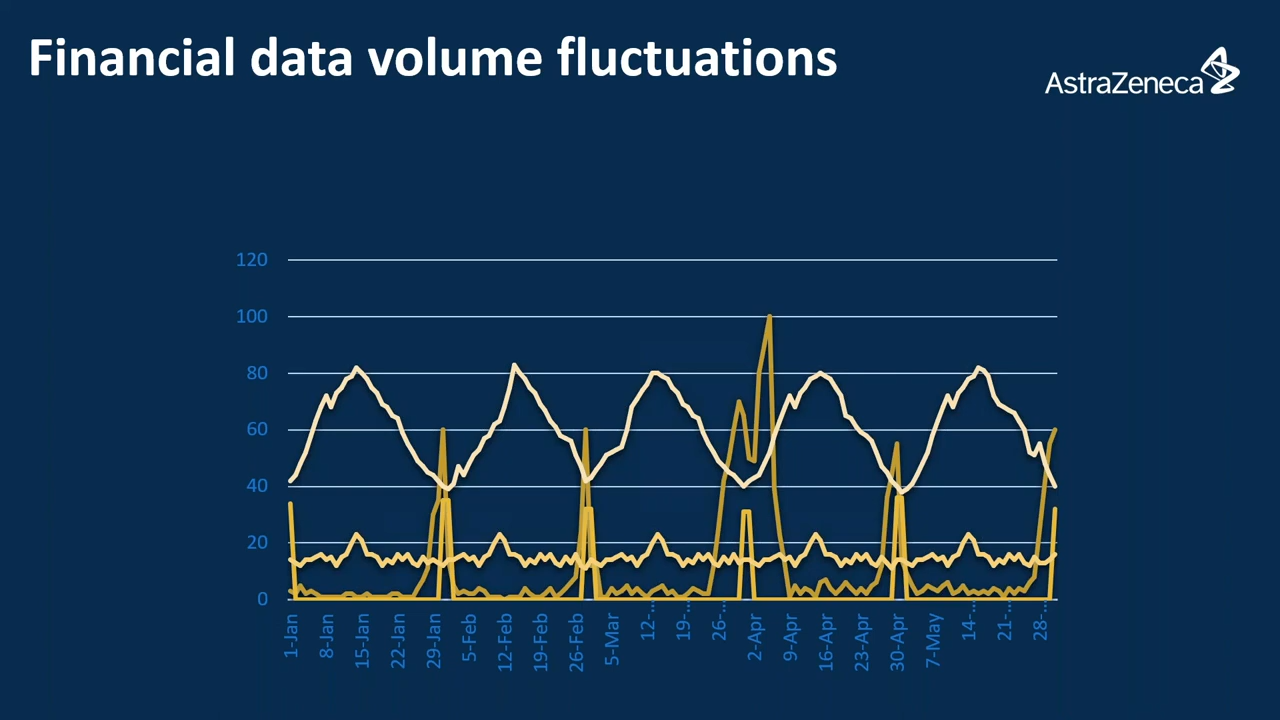 Financial data volume fluctuations
AstraZeneca
120
100
80
60
40
20
0
1-Jan
8-Jan
15-Jan
22-Jan
29-Jan
5-Feb
12-Feb
19-Feb
26-Feb
5-Mar
12-...
19-...
26-...
2-Apr
9-Apr
16-Apr
23-Apr
30-Apr
7-May
14-...
21-...
28-...